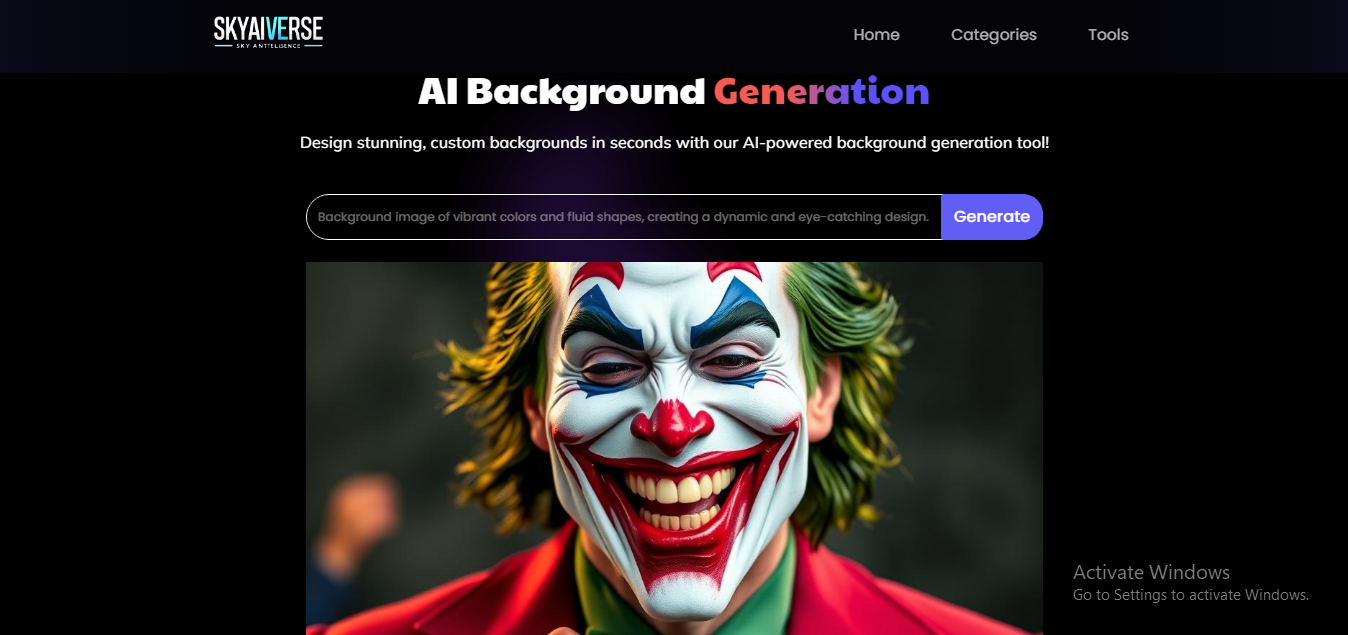 SKYAIVERSE
SKY ANTTELIGENCE
Home
Categories
Tools
AI Background Generation
Design stunning, custom backgrounds in seconds with our AI-powered background generation tool!
Background image of vibrant colors and fluid shapes, creating a dynamic and eye-catching design.
Generate
Activate Windows
Go to Settings to activate Windows.